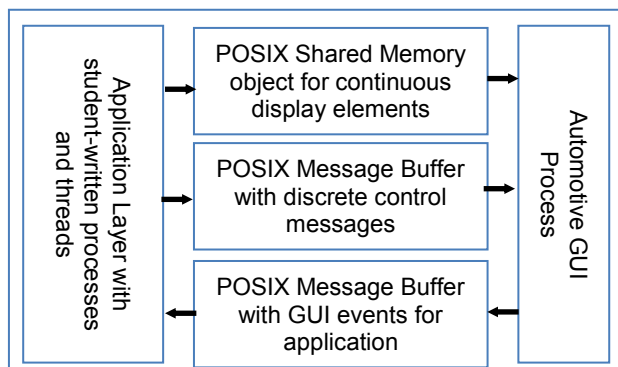 Application Layer with
student-written processes
and threads
POSIX Shared Memory
object for continuous
display elements
POSIX Message Buffer
with discrete control
messages
POSIX Message Buffer
with GUI events for
application
Automotive GUI
Process